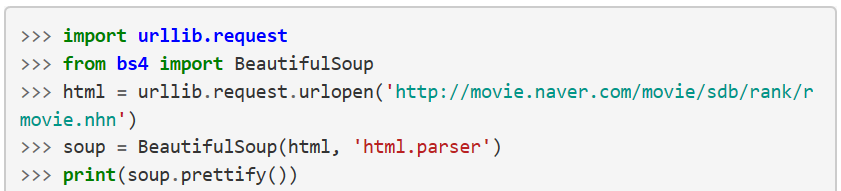 >>> import urllib.request
>>> from bs4 import BeautifulSoup
>>> html = urllib.request.urlopen('http://movie.naver.com/movie/sdb/rank/r
movie.nhn')
>>> soup = BeautifulSoup(html, 'html.parser')
>>> print(soup.prettify())